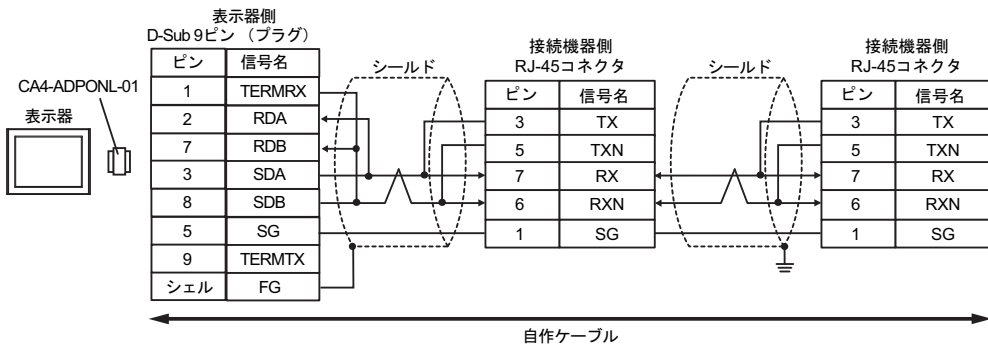 表示器側
D-Sub 9ピン （プラグ）
CA4-ADPONL-01
表示器
ピン 信号名
1 TERMRX
2 RDA
7 RDB
3 SDA
8 SDB
5 SG
9 TERMTX
シェル FG
シールド
接続機器側
RJ-45コネクタ
ピン 信号名
3 TX
5 TXN
7 RX
6 RXN
1 SG
シールド
接続機器側
RJ-45コネクタ
ピン 信号名
3 TX
5 TXN
7 RX
6 RXN
1 SG
自作ケーブル